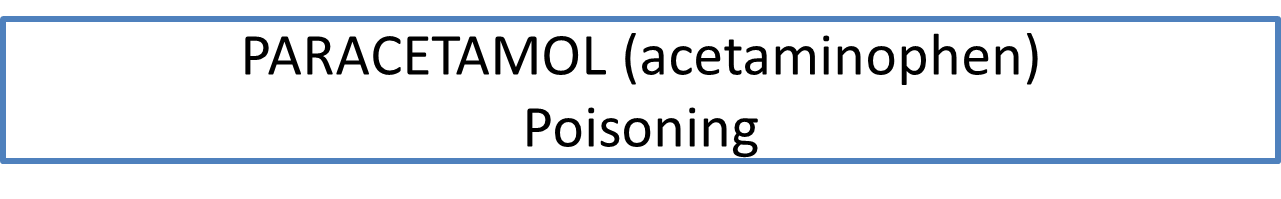 PARACETAMOL (acetaminophen)
Poisoning